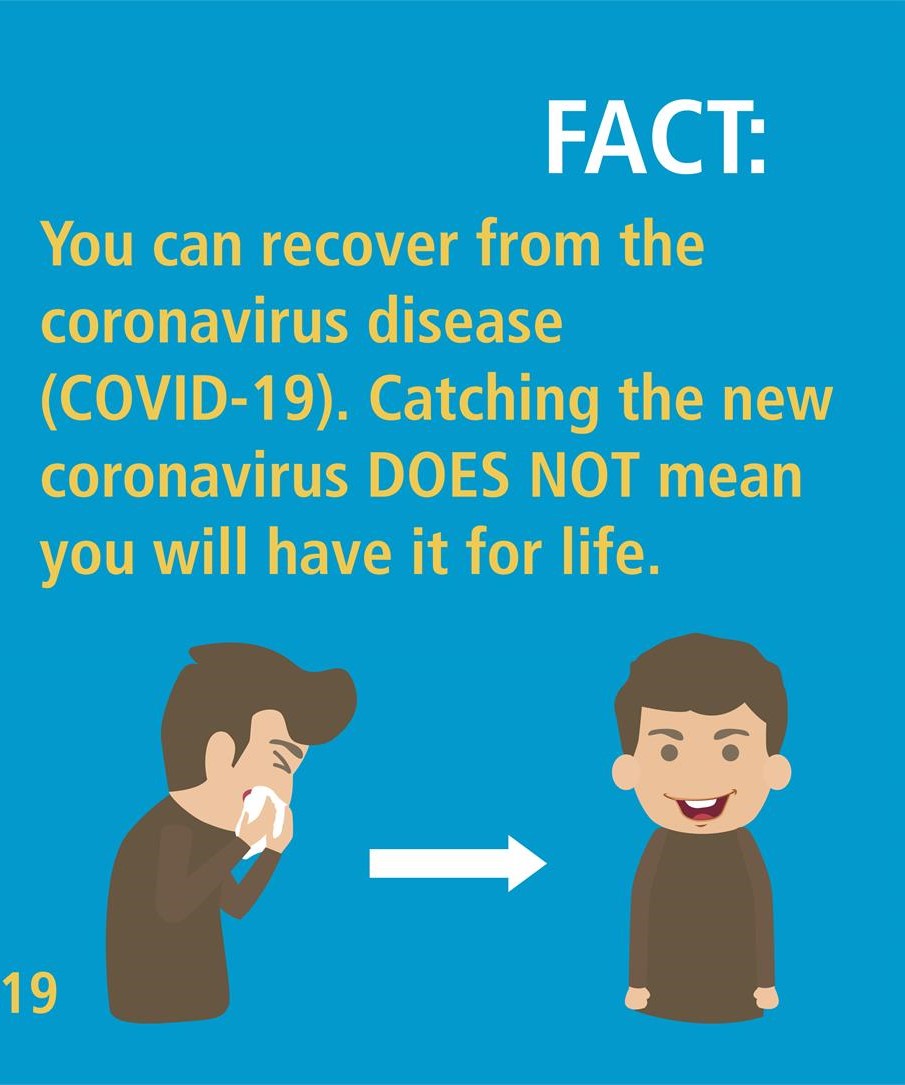 FACT:
You can recover from the
coronavirus disease
(COVID-19). Catching the new
coronavirus DOES NOT mean
you will have it for life.
19